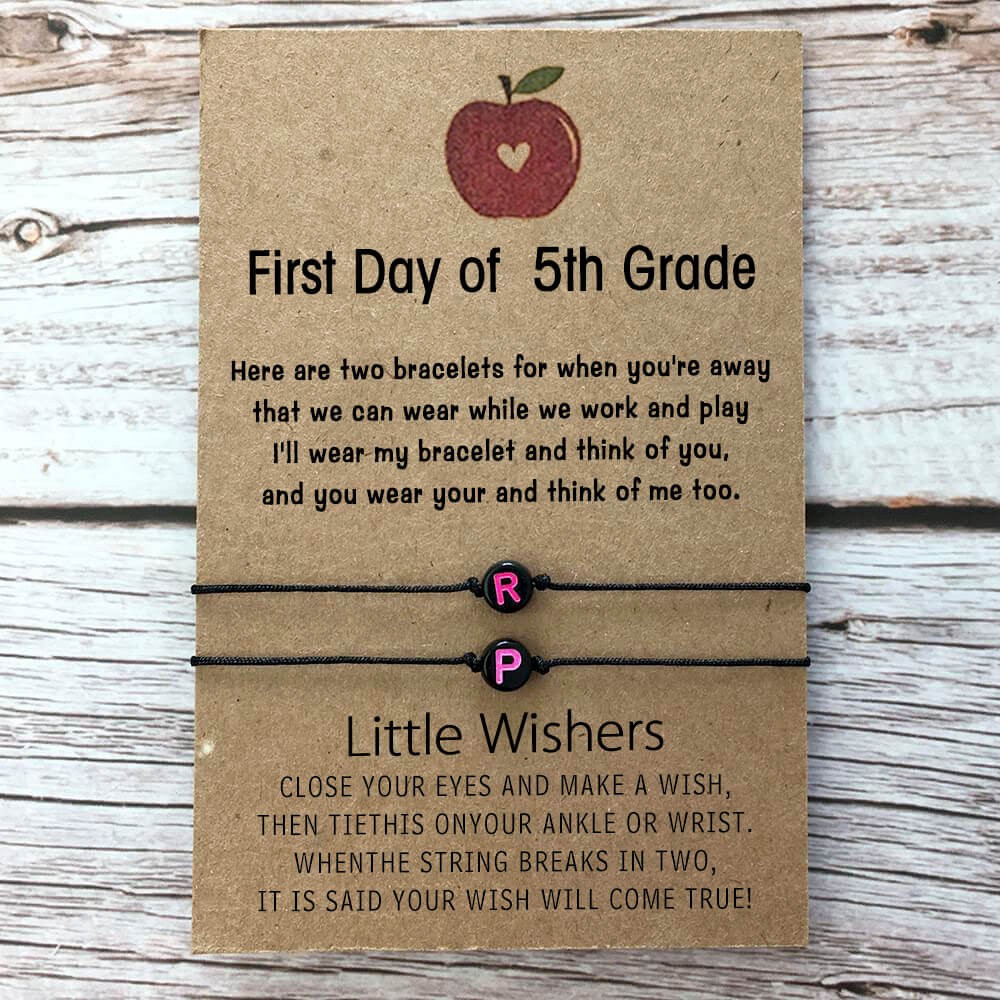 First Day of 5th Grade
Here are two bracelets for when you're away
that we can wear while we work and play
I'll wear my bracelet and think of you,
and you wear your and think of me too.
R
P
Little Wishers
CLOSE YOUR EYES AND MAKE A WISH,
THEN TIETHIS ONYOUR ANKLE OR WRIST.
WHENTHE STRING BREAKS IN TWO,
IT IS SAID YOUR WISH WILL COME TRUE!